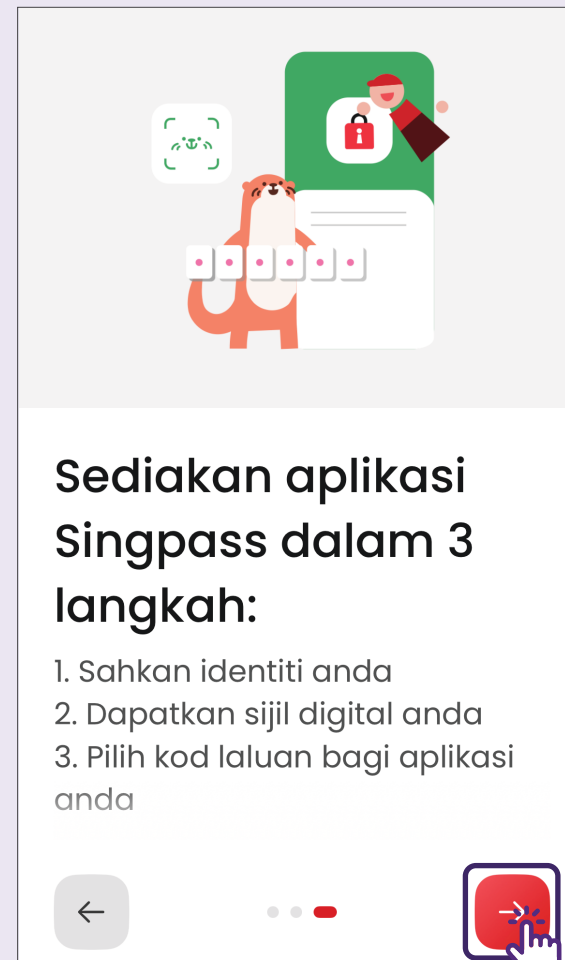 Sediakan aplikasi
Singpass dalam 3
langkah:
1. Sahkan identiti anda
2. Dapatkan sijil digital anda
3. Pilih kod laluan bagi aplikasi
anda